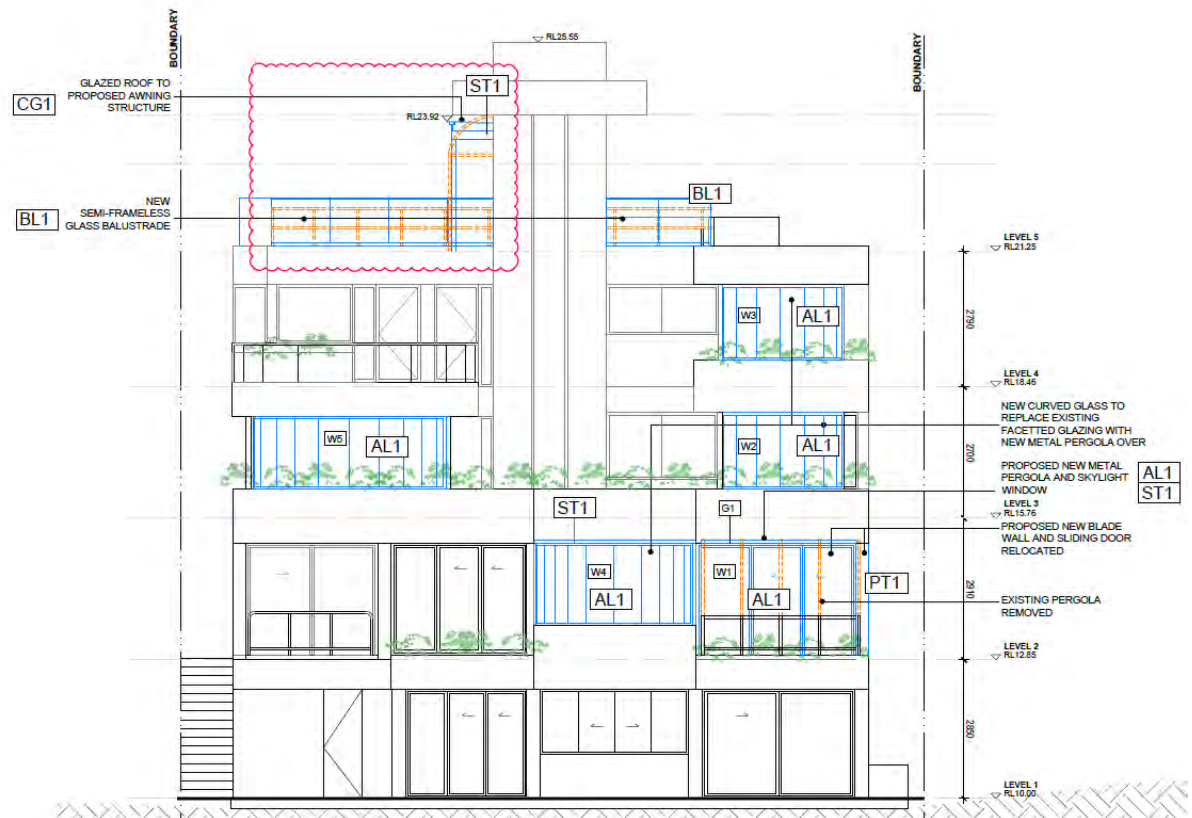 BOUNDARY
BOUNDARY
RL25.55
GLAZED ROOF TO
PROPOSED AWNING
STRUCTURE
CG1
ST1
RL23.92
NEW
SEMI-FRAMELESS
GLASS BALUSTRADE
BL1
BL1
LEVEL 5
RL21.25
W3
AL1
2790
LEVEL 4
RL18.46
NEW CURVED GLASS TO
REPLACE EXISTING
FACETTED GLAZING WITH
NEW METAL PERGOLA OVER
W5
AL1
W2
AL1
2700
PROPOSED NEW METAL
PERGOLA AND SKYLIGHT
WINDOW
AL1
ST1
LEVEL 3
RL15.76
ST1
G1
PROPOSED NEW BLADE
WALL AND SLIDING DOOR
RELOCATED
W4
AL1
W1
AL1
PT1
2910
EXISTING PERGOLA
REMOVED
LEVEL 2
RL12.85
2850
LEVEL 1
RL10.00